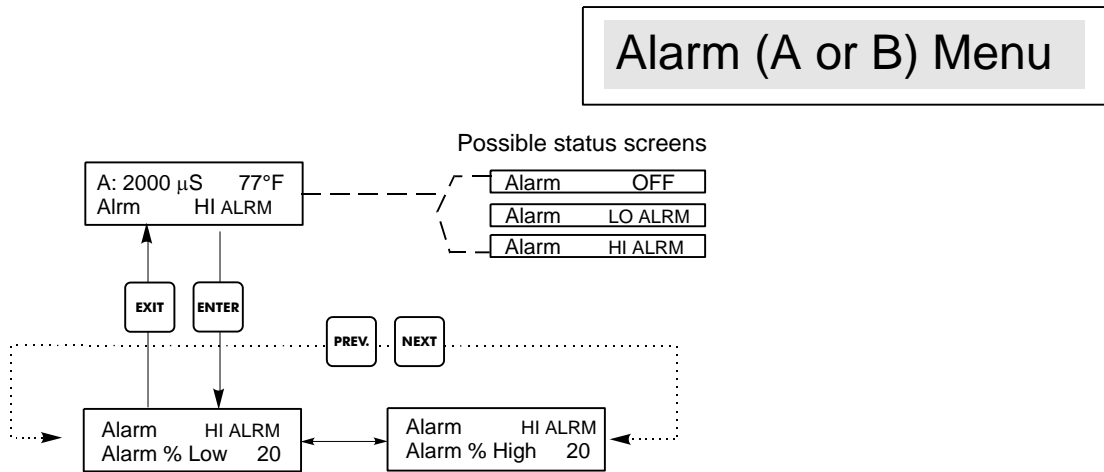 Alarm (A or B) Menu
Possible status screens
A: 2000 µS 77°F
Alrm HI ALRM
Alarm OFF
Alarm LO ALRM
Alarm HI ALRM
EXIT ENTER
PREV. NEXT
Alarm HI ALRM
Alarm % Low 20
Alarm HI ALRM
Alarm % High 20